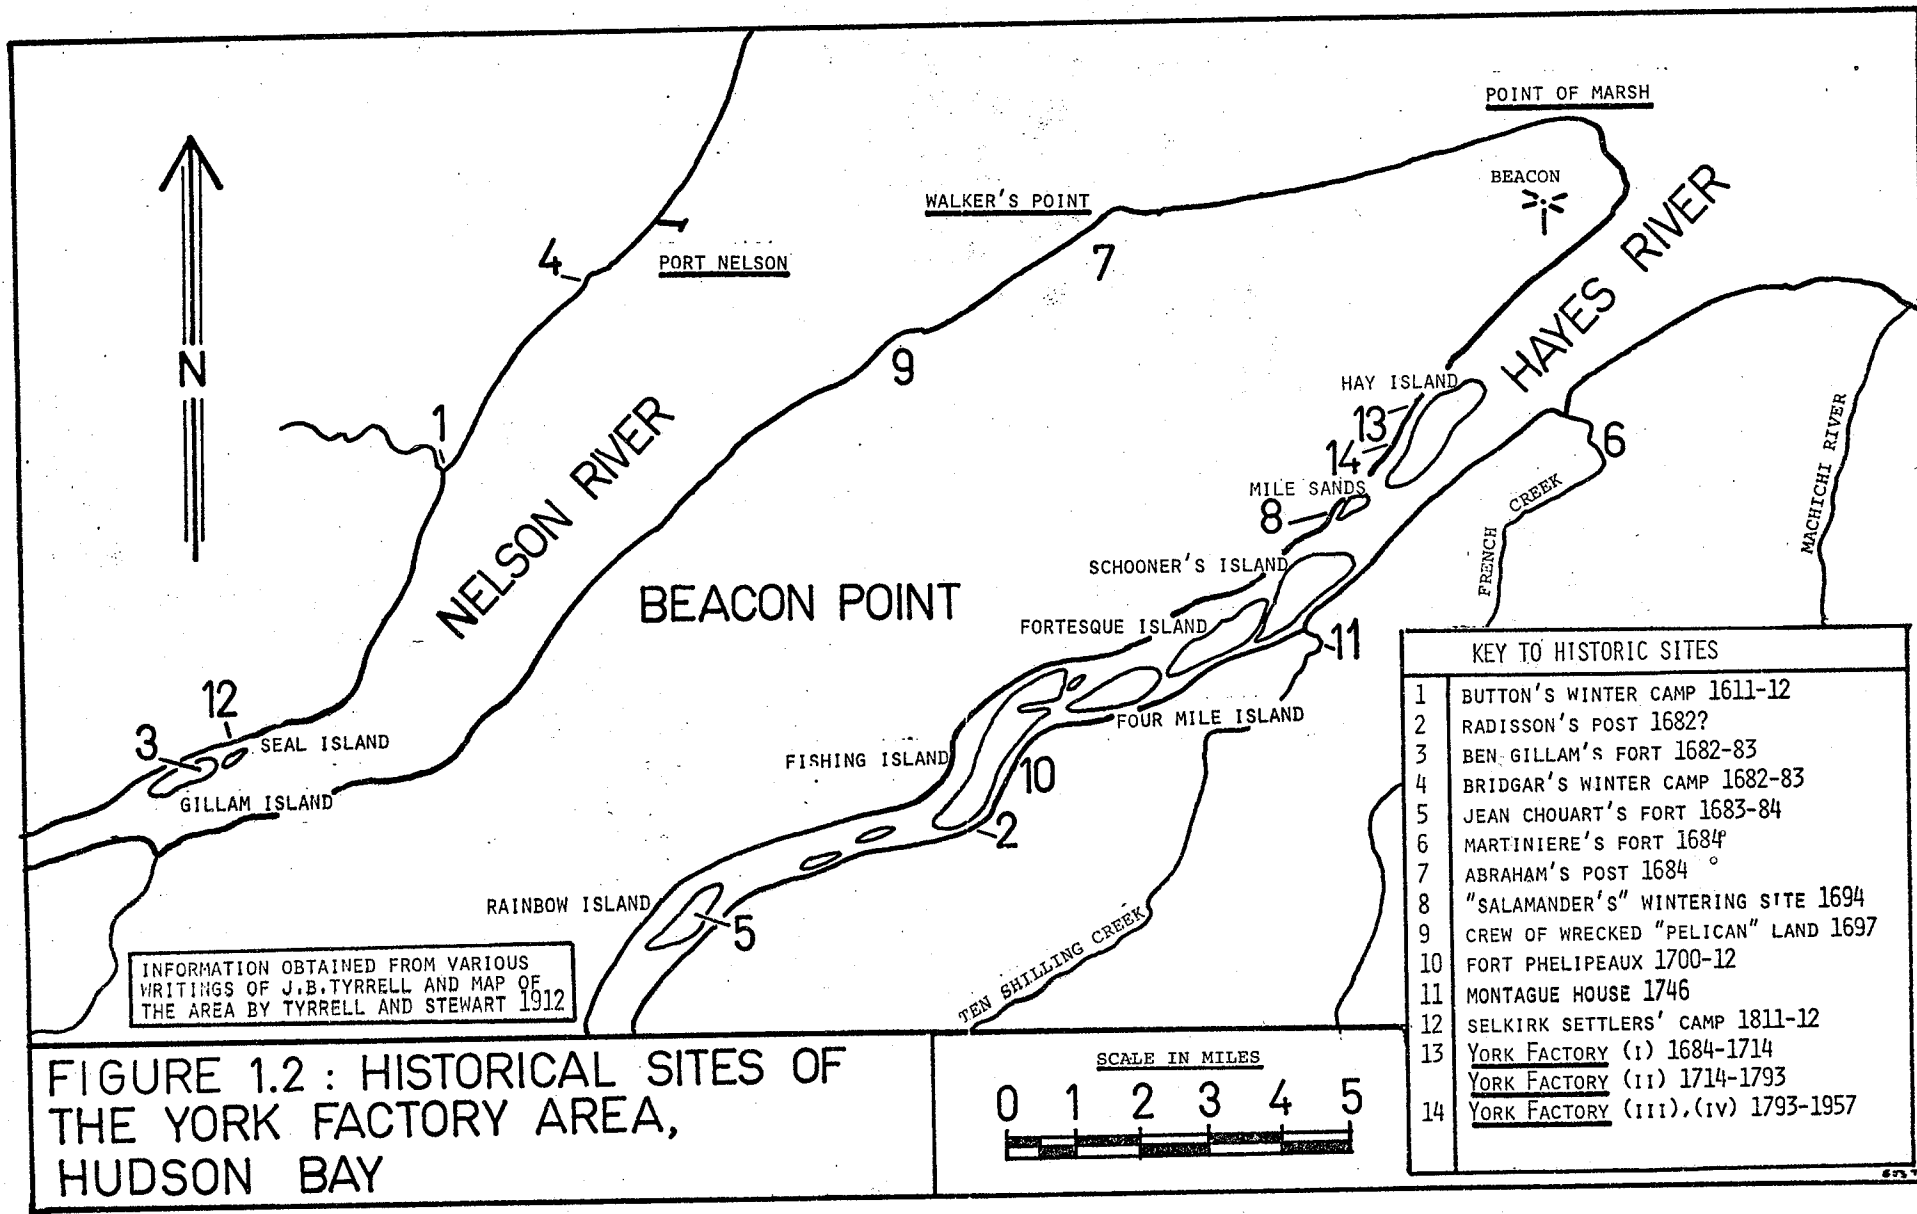 POINT OF MARSH
BEACON
WALKER'S POINT
HAYES RIVER
PORT NELSON
4
7
N
9
HAY ISLAND
13
14
6
1
MILE SANDS
8
NELSON RIVER
FRENCH CREEK
MACHICHI RIVER
SCHOONER'S ISLAND
BEACON POINT
FORTESQUE ISLAND
11
12
3
SEAL ISLAND
FOUR MILE ISLAND
FISHING ISLAND
10
GILLAM ISLAND
2
RAINBOW ISLAND
5
TEN SHILLING CREEK
INFORMATION OBTAINED FROM VARIOUS
WRITINGS OF J.B.TYRRELL AND MAP OF
THE AREA BY TYRRELL AND STEWART 1912
KEY TO HISTORIC SITES
1 BUTTON'S WINTER CAMP 1611-12
2 RADISSON'S POST 1682?
3 BEN GILLAM'S FORT 1682-83
4 BRIDGAR'S WINTER CAMP 1682-83
5 JEAN CHOUART'S FORT 1683-84
6 MARTINIERE'S FORT 1684
7 ABRAHAM'S POST 1684
8 "SALAMANDER'S" WINTERING SITE 1694
9 CREW OF WRECKED "PELICAN" LAND 1697
10 FORT PHELIPEAUX 1700-12
11 MONTAGUE HOUSE 1746
12 SELKIRK SETTLERS' CAMP 1811-12
13 YORK FACTORY (I) 1684-1714
YORK FACTORY (II) 1714-1793
14 YORK FACTORY (III),(IV) 1793-1957
FIGURE 1.2 : HISTORICAL SITES OF
THE YORK FACTORY AREA,
HUDSON BAY
SCALE IN MILES
0 1 2 3 4 5